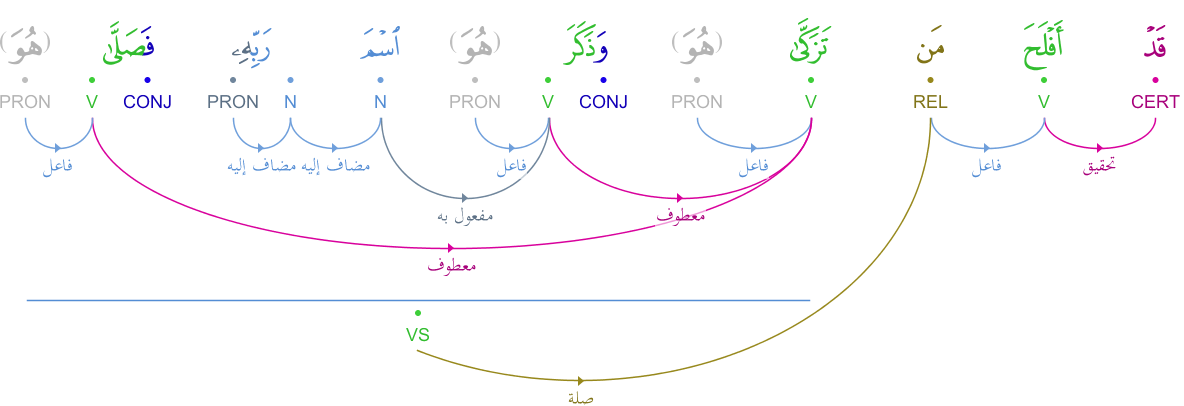 قَدْ أَفْلَحَ مَن تَزَكَّىٰ (هُوَ) وَذَكَرَ (هُوَ) ٱسْمَ رَبِّهِۦ فَصَلَّىٰ (هُوَ)
CERT V REL V PRON CONJ V PRON N N PRON CONJ V PRON
تحقيق فاعل فاعل فاعل مضاف إليه مضاف إليه فاعل
معطوف مفعول به
معطوف
VS
صلة